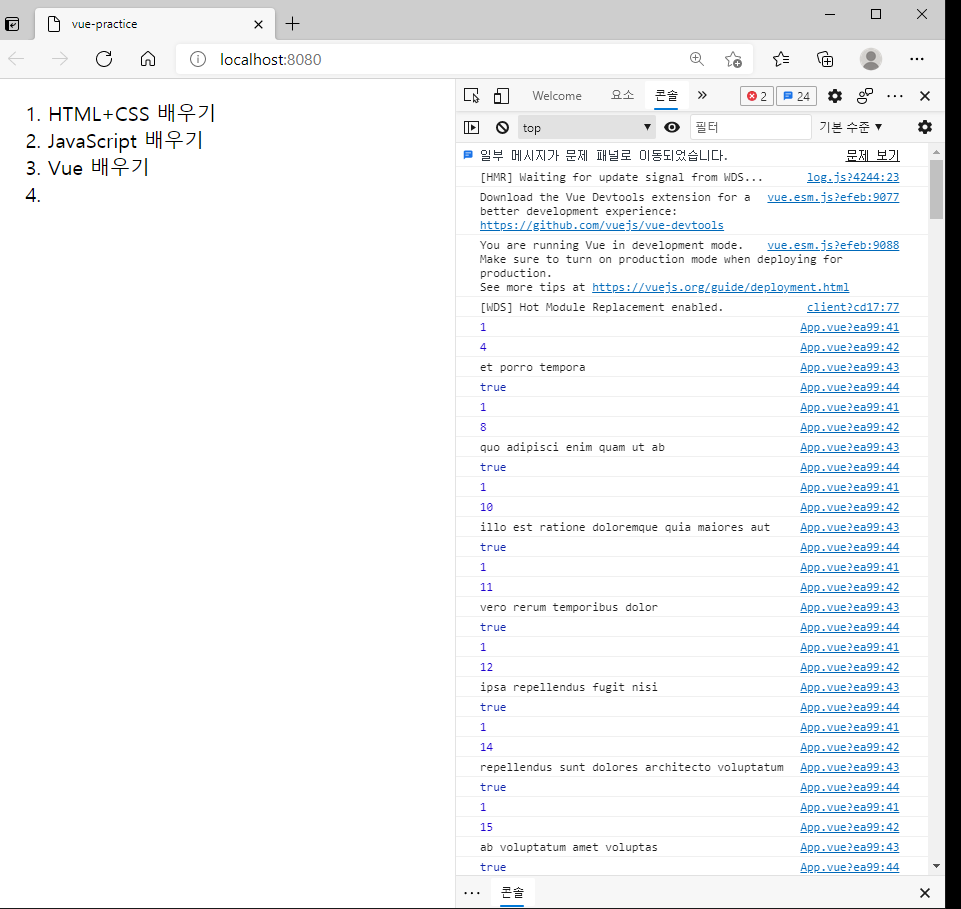 vue-practice
localhost:8080
1. HTML+CSS 배우기
2. JavaScript 배우기
3. Vue 배우기
4.
Welcome 요소 콘솔 2 24
top 필터 기본 수준
일부 메시지가 문제 패널로 이동되었습니다. 문제 보기
[HMR] Waiting for update signal from WDS... log.js?4244:23
Download the Vue Devtools extension for a vue.esm.js?efeb:9077
better development experience:
https://github.com/vuejs/vue-devtools
You are running Vue in development mode. vue.esm.js?efeb:9088
Make sure to turn on production mode when deploying for
production.
See more tips at https://vuejs.org/guide/deployment.html
[WDS] Hot Module Replacement enabled. client?cd17:77
1 App.vue?ea99:41
4 App.vue?ea99:42
et porro tempora App.vue?ea99:43
true App.vue?ea99:44
1 App.vue?ea99:41
8 App.vue?ea99:42
quo adipisci enim quam ut ab App.vue?ea99:43
true App.vue?ea99:44
1 App.vue?ea99:41
10 App.vue?ea99:42
illo est ratione doloremque quia maiores aut App.vue?ea99:43
true App.vue?ea99:44
1 App.vue?ea99:41
11 App.vue?ea99:42
vero rerum temporibus dolor App.vue?ea99:43
true App.vue?ea99:44
1 App.vue?ea99:41
12 App.vue?ea99:42
ipsa repellendus fugit nisi App.vue?ea99:43
true App.vue?ea99:44
1 App.vue?ea99:41
14 App.vue?ea99:42
repellendus sunt dolores architecto voluptatum App.vue?ea99:43
true App.vue?ea99:44
1 App.vue?ea99:41
15 App.vue?ea99:42
ab voluptatum amet voluptas App.vue?ea99:43
true App.vue?ea99:44
콘솔